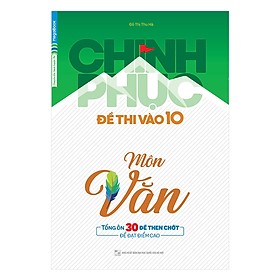 Đỗ Thị Thu Hà
CHINH
PHỤC
ĐỀ THI VÀO 10
Môn
Văn
TỔNG ÔN 30 ĐỀ THEN CHỐT
ĐỂ ĐẠT ĐIỂM CAO